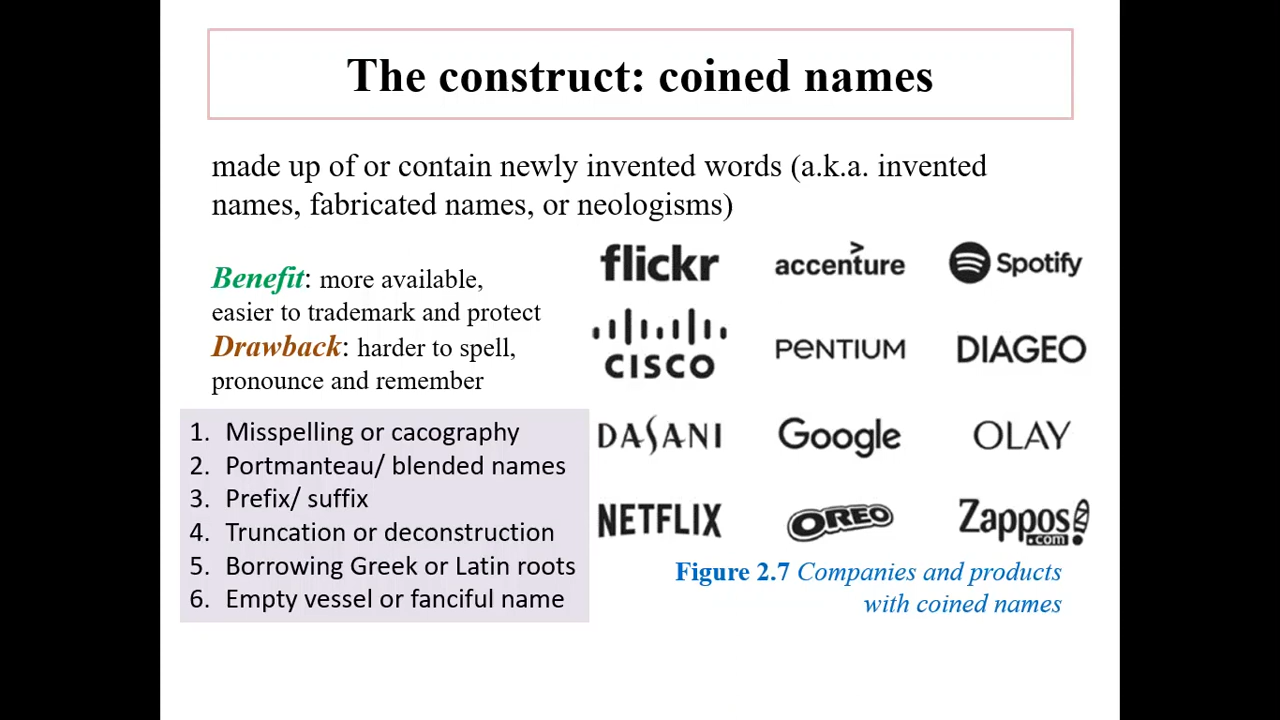 The construct: coined names
made up of or contain newly invented words (a.k.a. invented
names, fabricated names, or neologisms)
Benefit: more available,
easier to trademark and protect
Drawback: harder to spell,
pronounce and remember
1. Misspelling or cacography
2. Portmanteau/ blended names
3. Prefix/ suffix
4. Truncation or deconstruction
5. Borrowing Greek or Latin roots
6. Empty vessel or fanciful name
flickr accenture Spotify
CISCO PENTIUM DIAGEO
DASANI Google OLAY
NETFLIX OREO Zappos
.com
Figure 2.7 Companies and products
with coined names